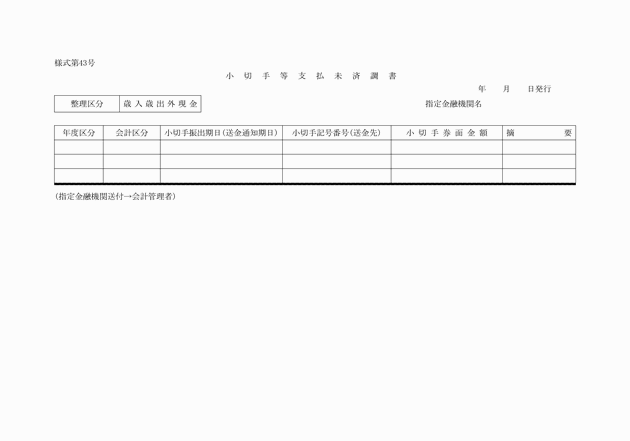 様式第43号
小切手等支払未済調書
年　月　日発行
整理区分 歳入歳出外現金 指定金融機関名
年度区分 会計区分 小切手振出期日(送金通知期日) 小切手記号番号(送金先) 小切手券面金額 摘要
(指定金融機関送付→会計管理者)